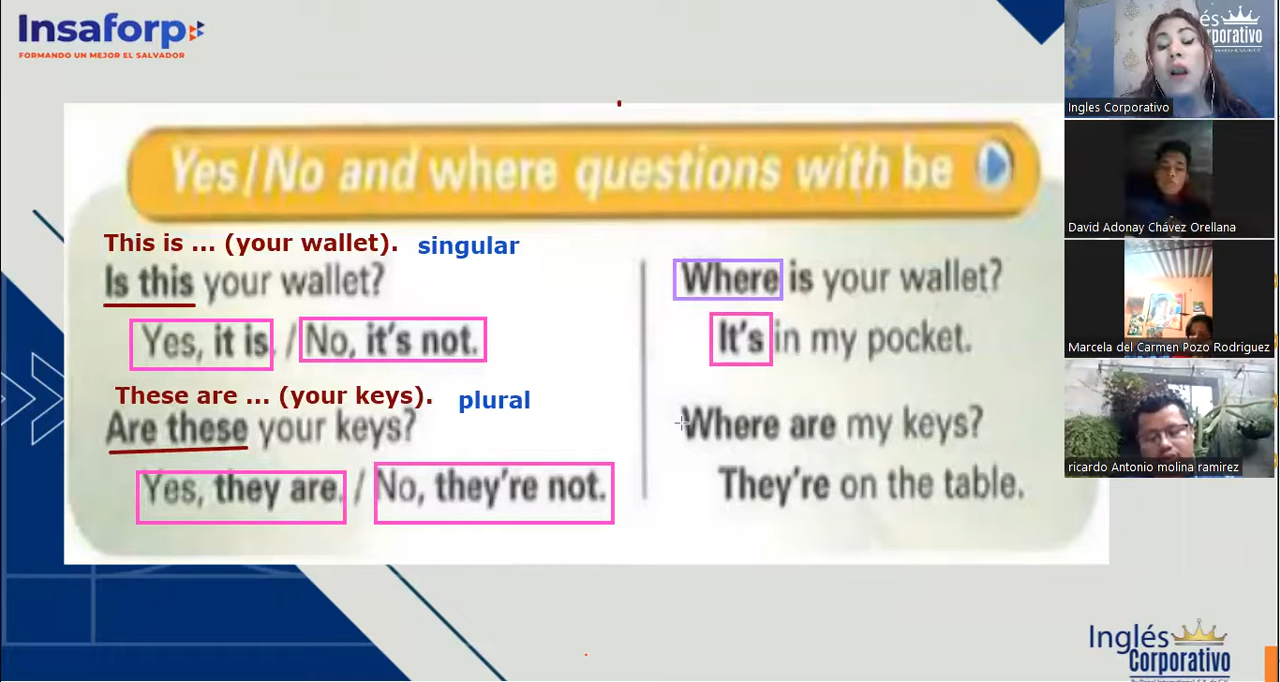 Insaforp
FORMANDO UN MEJOR EL SALVADOR
Yes/No and where questions with be
This is ... (your wallet). singular
Is this your wallet?
Yes, it is. / No, it's not.
These are ... (your keys). plural
Are these your keys?
Yes, they are. / No, they're not.
Where is your wallet?
It's in my pocket.
Where are my keys?
They're on the table.
és
rporativo
Ingles Corporativo
David Adonay Chávez Orellana
Marcela del Carmen Pozo Rodriguez
ricardo Antonio molina ramirez
Inglés
Corporativo